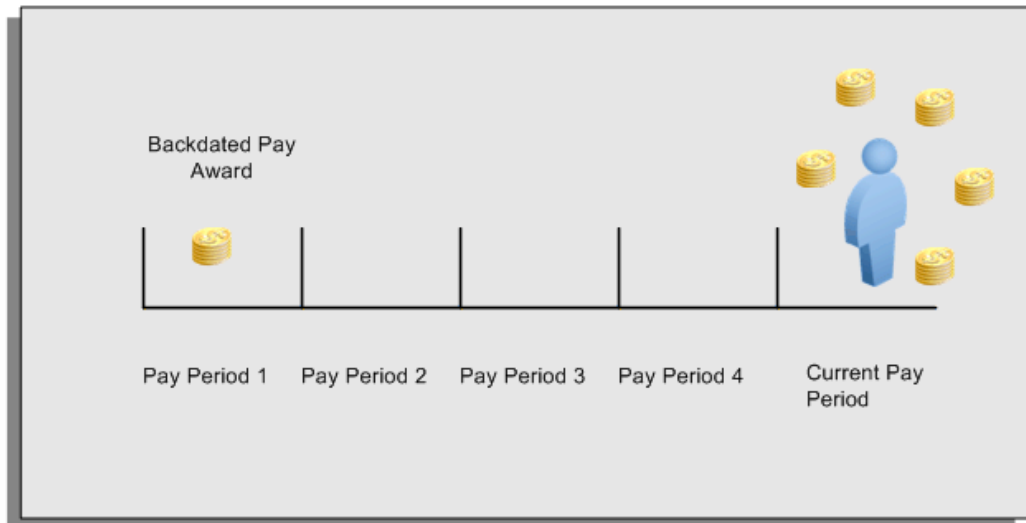 Backdated Pay
Award
Pay Period 1
Pay Period 2
Pay Period 3
Pay Period 4
Current Pay
Period